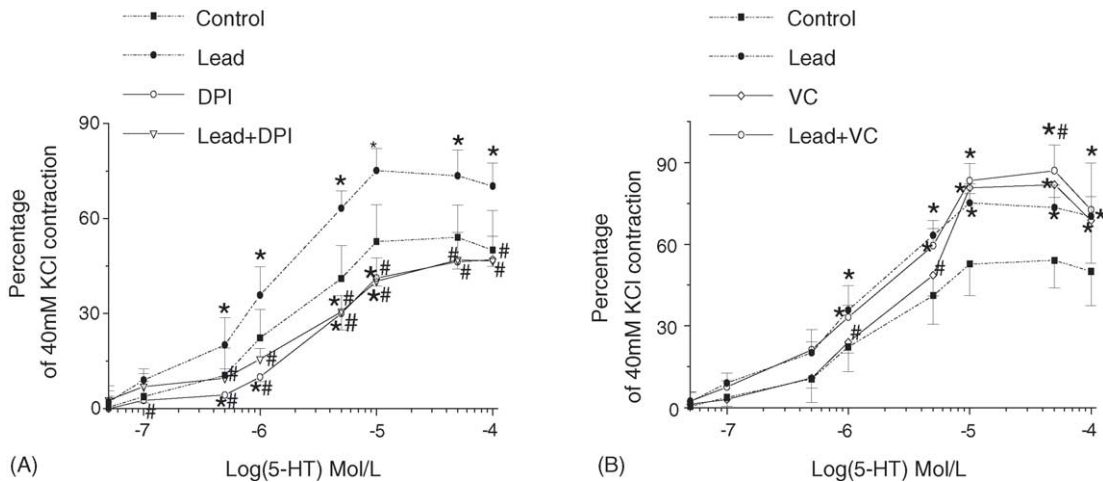 Control
Lead
DPI
Lead+DPI
90
60
30
0
Percentage
of 40mM KCl contraction
* * * * * * *
# *# # *# # *# *# *# *# # # # #
-7 -6 -5 -4
(A) Log(5-HT) Mol/L
Control
Lead
VC
Lead+VC
90
60
30
0
Percentage
of 40mM KCl contraction
*#
* * * * * * * * * * * *
# #
-7 -6 -5 -4
(B) Log(5-HT) Mol/L